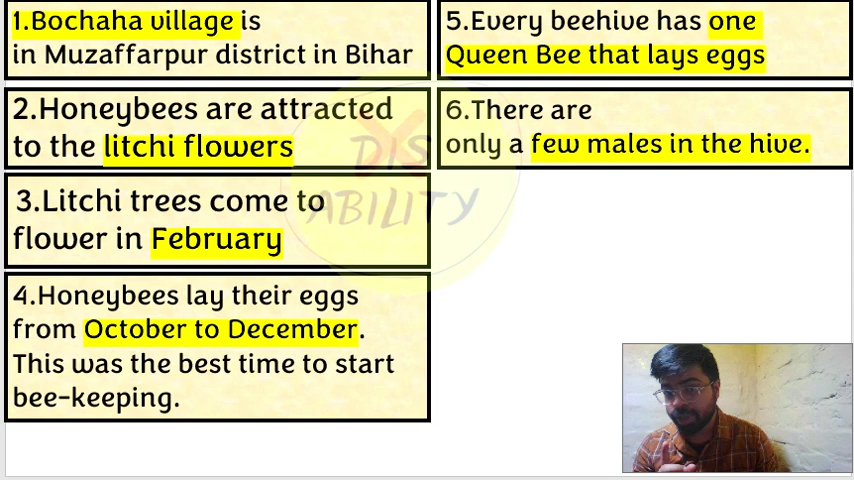 1.Bochaha village is
in Muzaffarpur district in Bihar
2.Honeybees are attracted
to the litchi flowers
3.Litchi trees come to
flower in February
4.Honeybees lay their eggs
from October to December.
This was the best time to start
bee-keeping.
5.Every beehive has one
Queen Bee that lays eggs
6.There are
only a few males in the hive.
DIS
ABILITY